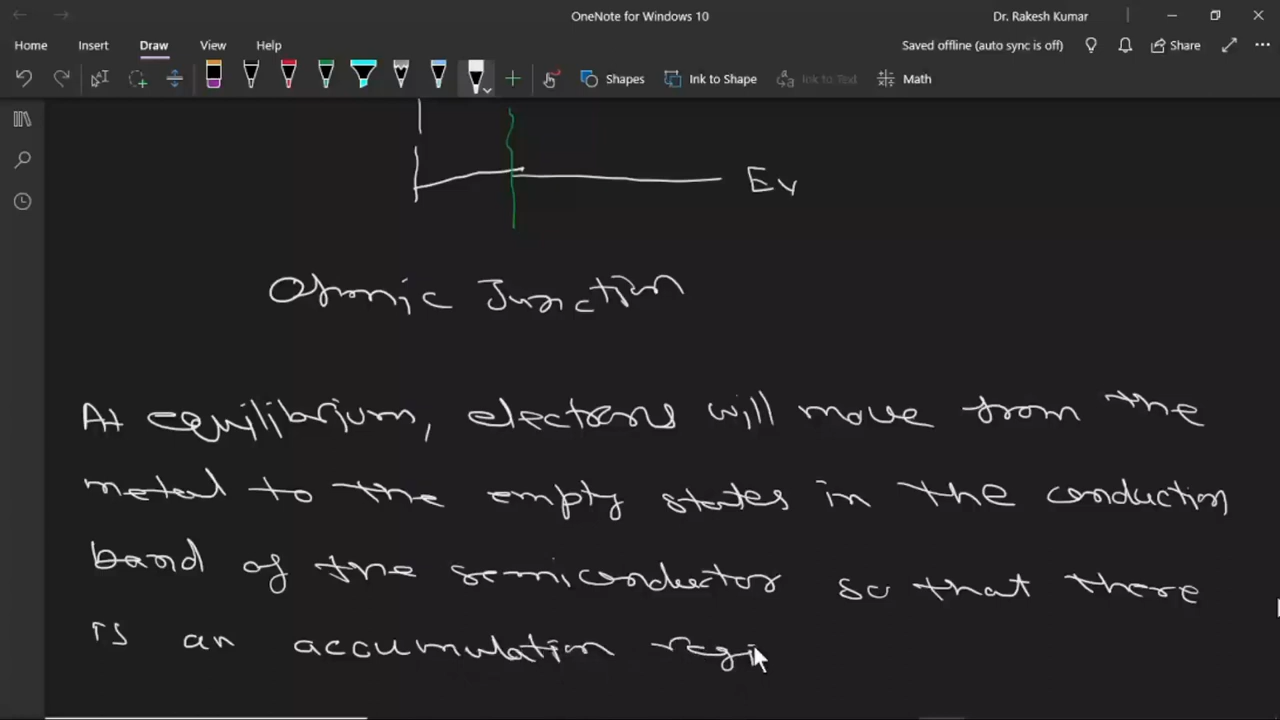 OneNote for Windows 10
Dr. Rakesh Kumar
Home Insert Draw View Help
Saved offline (auto sync is off)
Share
Shapes
Ink to Shape
Ink to Text
Math
Ev
Ohmic Junction
At equilibrium, electrons will move from the
metal to the empty states in the conduction
band of the semiconductor so that there
is an accumulation regi